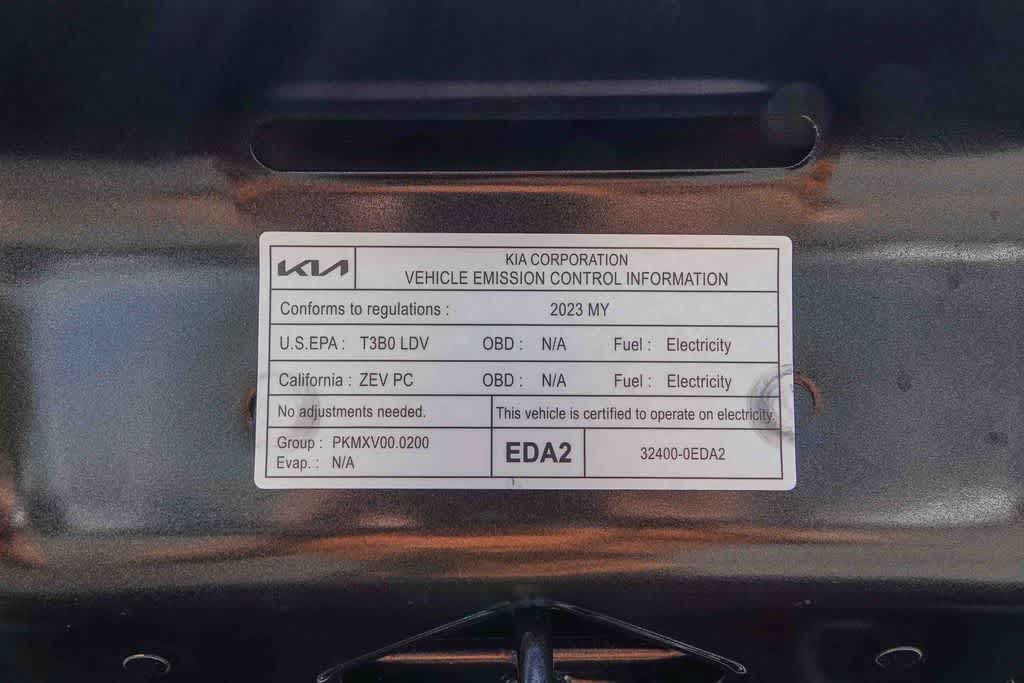 KIA
KIA CORPORATION
VEHICLE EMISSION CONTROL INFORMATION
Conforms to regulations : 2023 MY
U.S.EPA : T3B0 LDV OBD : N/A Fuel : Electricity
California : ZEV PC OBD : N/A Fuel : Electricity
No adjustments needed. This vehicle is certified to operate on electricity.
Group : PKMXV00.0200
Evap. : N/A
EDA2 32400-0EDA2